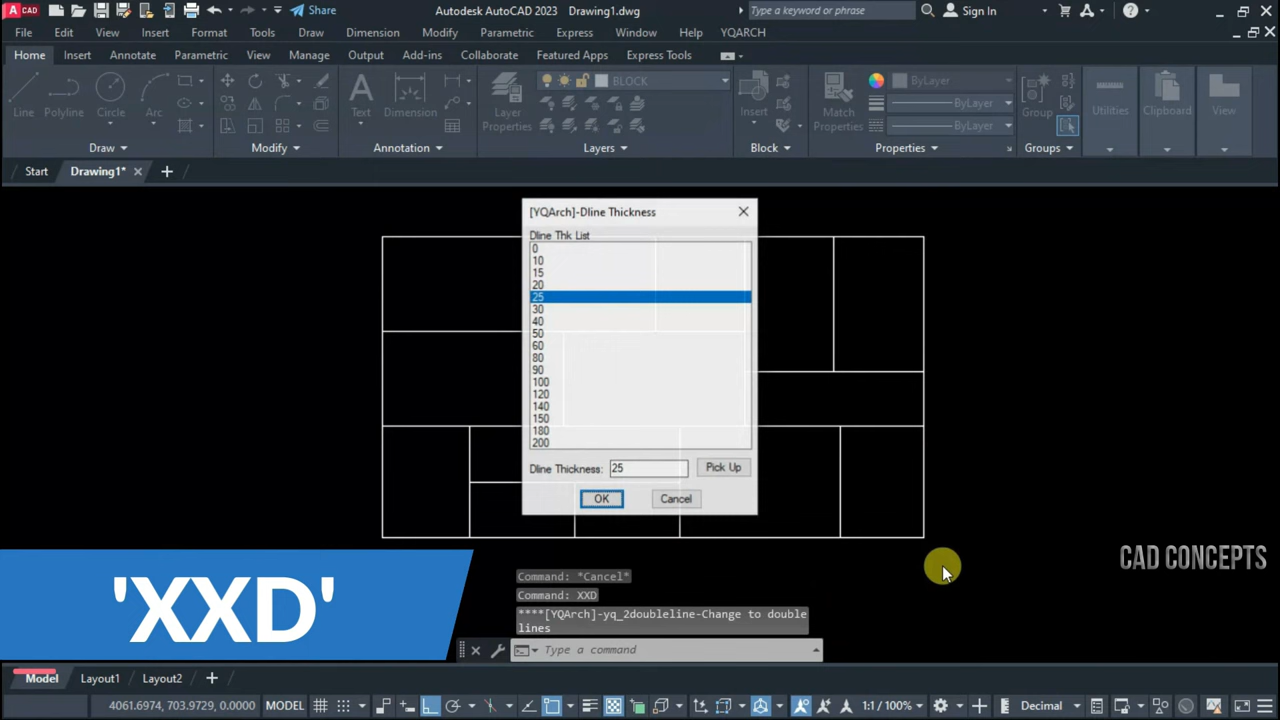 CAD
Share
Autodesk AutoCAD 2023 Drawing1.dwg
Type a keyword or phrase
Sign In
File Edit View Insert Format Tools Draw Dimension Modify Parametric Express Window Help YQARCH
Home Insert Annotate Parametric View Manage Output Add-ins Collaborate Featured Apps Express Tools
Line Polyline Circle Arc
Text Dimension
Layer Properties
BLOCK
Insert
Match Properties
ByLayer
ByLayer
ByLayer
Group
Utilities
Clipboard
View
Draw Modify Annotation Layers Block Properties Groups
Start Drawing1*
[YQArch]-Dline Thickness
Dline Thk List
0
10
15
20
25
30
40
50
60
80
90
100
120
140
150
180
200
Dline Thickness: 25 Pick Up
OK Cancel
CAD CONCEPTS
'XXD'
Command: *Cancel*
Command: XXD
****[YQArch]-yq_2doubleline-Change to double
lines
Type a command
Model Layout1 Layout2
4061.6974, 703.9729, 0.0000 MODEL
1:1 / 100%
Decimal